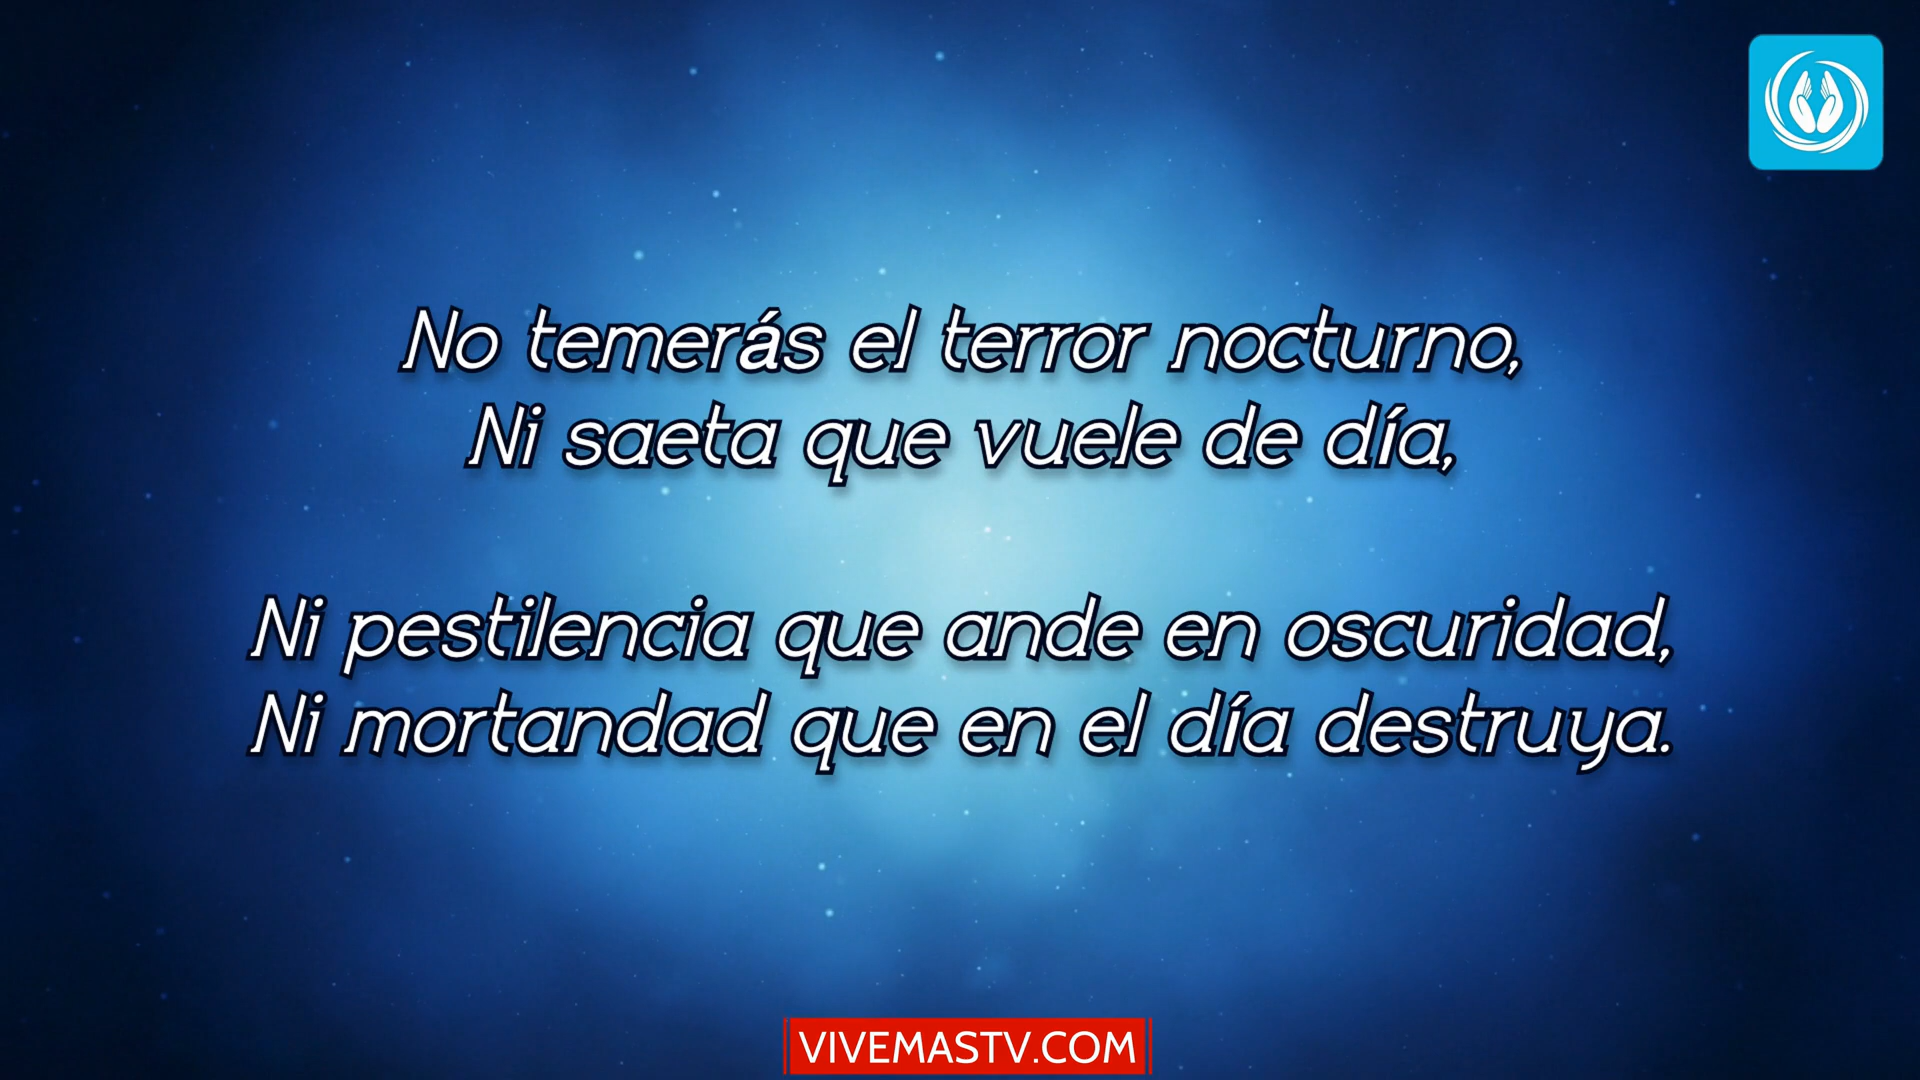 No temerás el terror nocturno,
Ni saeta que vuele de día,
Ni pestilencia que ande en oscuridad,
Ni mortandad que en el día destruya.
VIVEMASTV.COM